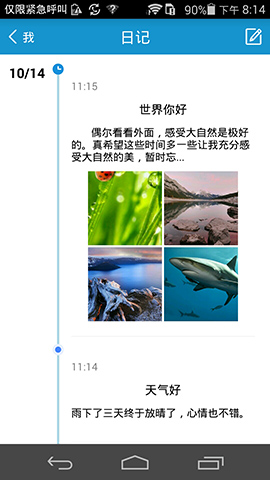 仅限紧急呼叫 90% 下午 8:14
我 日记
10/14
11:15
世界你好
偶尔看看外面，感受大自然是极好
的。真希望这些时间多一些让我充分感
受大自然的美，暂时忘...
11:14
天气好
雨下了三天终于放晴了，心情也不错。